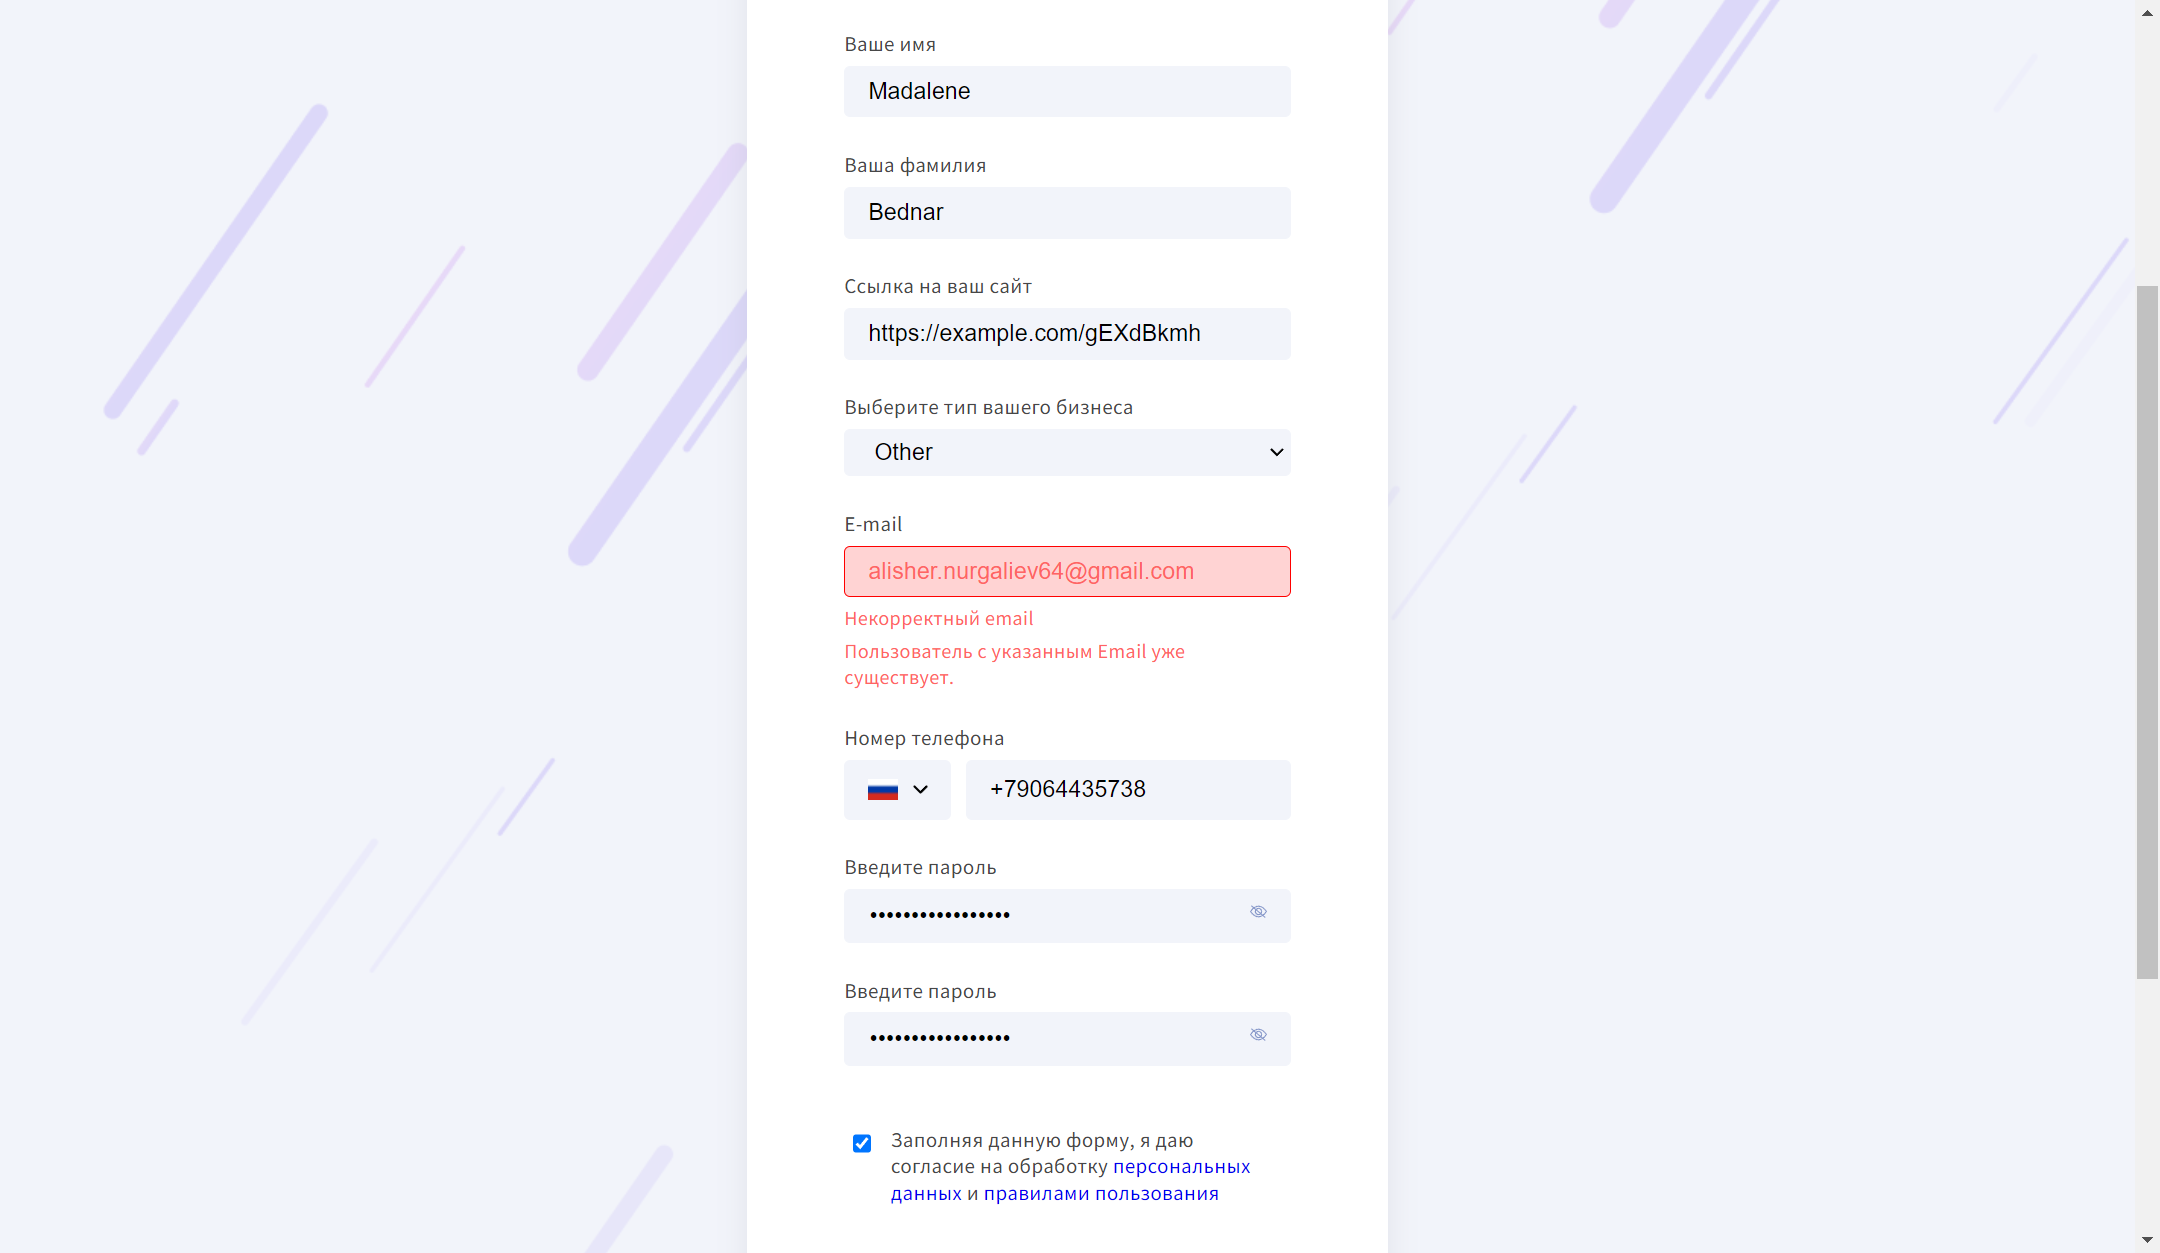 Ваше имя
Madalene
Ваша фамилия
Bednar
Ссылка на ваш сайт
https://example.com/gEXdBkmh
Выберите тип вашего бизнеса
Other
E-mail
alisher.nurgaliev64@gmail.com
Некорректный email
Пользователь с указанным Email уже
существует.
Номер телефона
+79064435738
Введите пароль
•••••••••••••••••
Введите пароль
•••••••••••••••••
Заполняя данную форму, я даю
согласие на обработку персональных
данных и правилами пользования